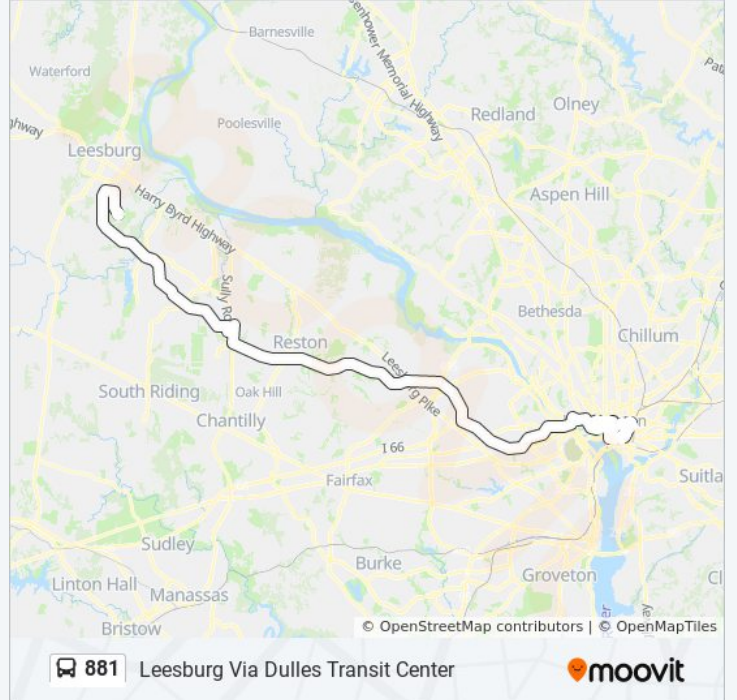 Barnesville
Eisenhower Memorial Highway
Waterford
Pat
Olney
Redland
Poolesville
Leesburg
Aspen Hill
Harry Byrd Highway
Sully Rd
Bethesda
Chillum
Reston
Leesburg Pike
South Riding
Oak Hill
Chantilly
I 66
Fairfax
Suitla
Sudley
Burke
Groveton
Linton Hall
Manassas
Bristow
© OpenStreetMap contributors | © OpenMapTiles
881 Leesburg Via Dulles Transit Center
moovit